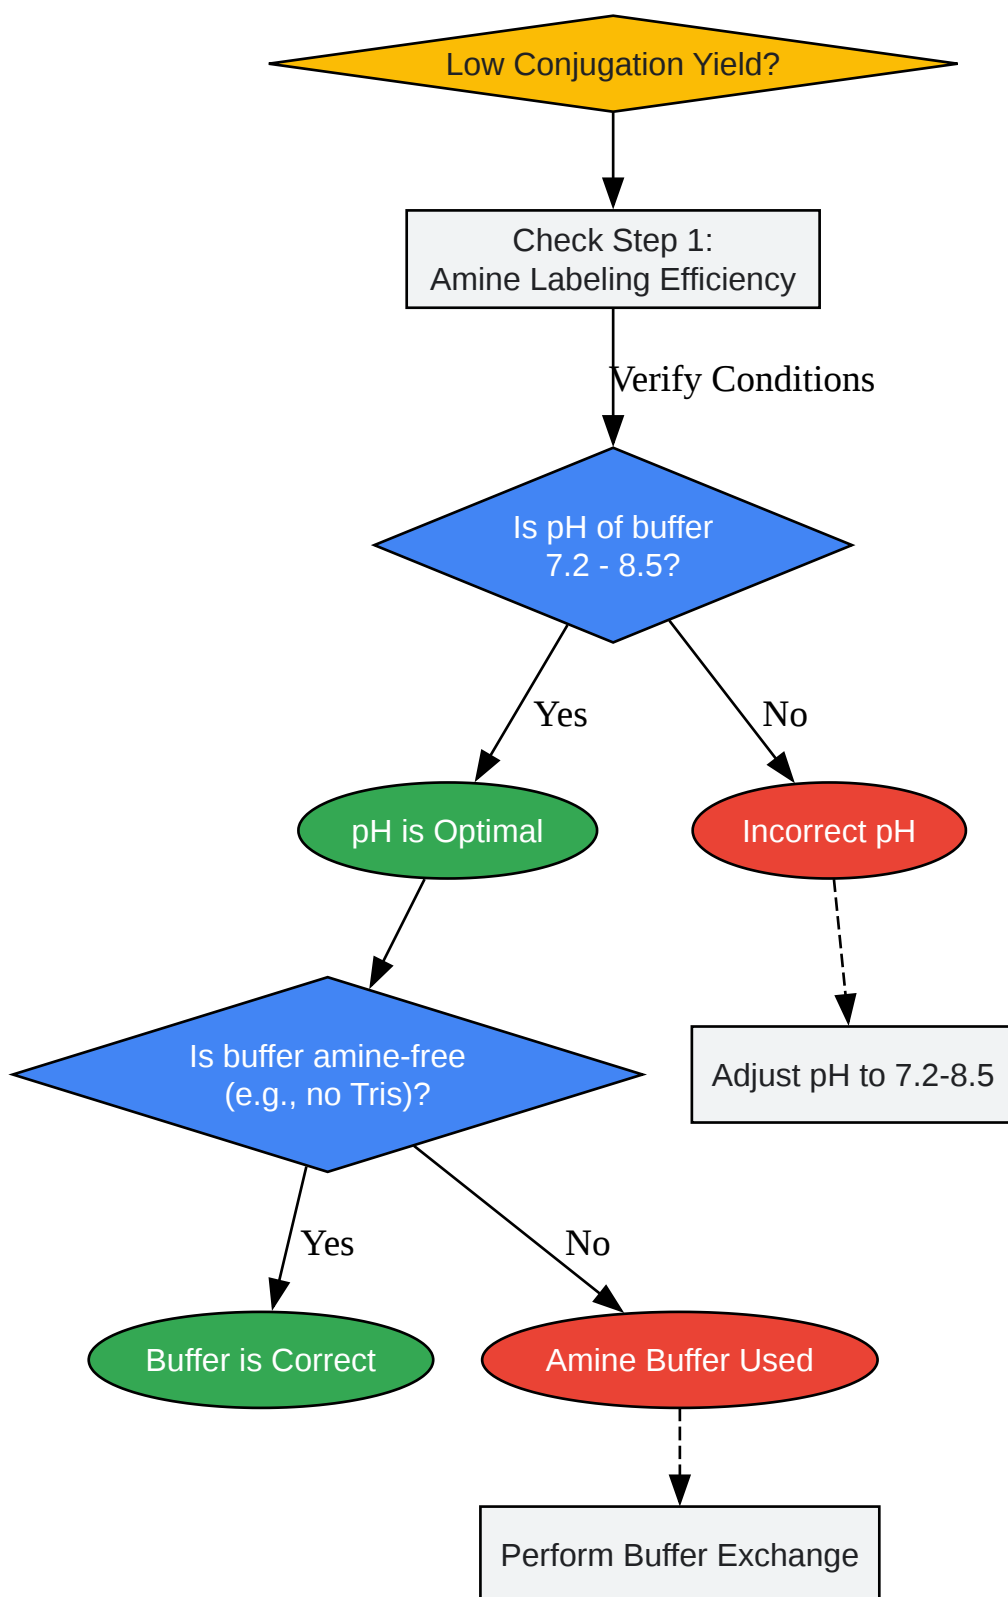 Low Conjugation Yield?
Check Step 1:
Amine Labeling Efficiency
Verify Conditions
Is pH of buffer
7.2 - 8.5?
Yes
No
pH is Optimal
Incorrect pH
Is buffer amine-free
(e.g., no Tris)?
Adjust pH to 7.2-8.5
Yes
No
Buffer is Correct
Amine Buffer Used
Perform Buffer Exchange